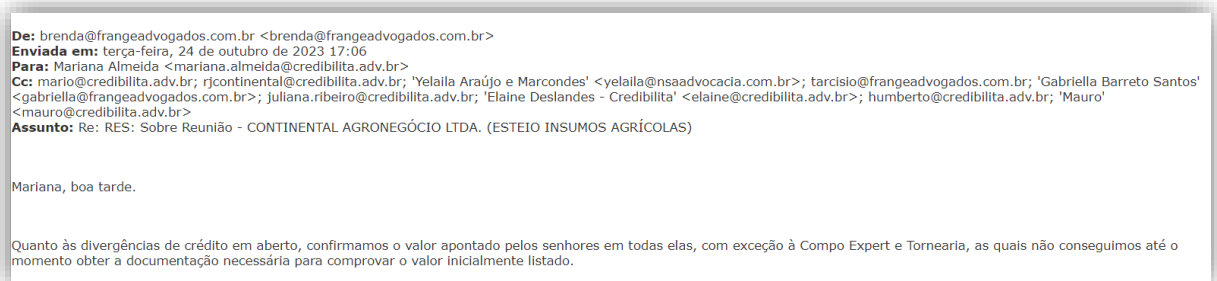 De: brenda@frangeadvogados.com.br <brenda@frangeadvogados.com.br>
Enviada em: terça-feira, 24 de outubro de 2023 17:06
Para: Mariana Almeida <mariana.almeida@credibilita.adv.br>
Cc: mario@credibilita.adv.br; rjcontinental@credibilita.adv.br; 'Yelaila Araújo e Marcondes' <yelaila@nsaadvocacia.com.br>; tarcisio@frangeadvogados.com.br; 'Gabriella Barreto Santos'
<gabriella@frangeadvogados.com.br>; juliana.ribeiro@credibilita.adv.br; 'Elaine Deslandes - Credibilita' <elaine@credibilita.adv.br>; humberto@credibilita.adv.br; 'Mauro'
<mauro@credibilita.adv.br>
Assunto: Re: RES: Sobre Reunião - CONTINENTAL AGRONEGÓCIO LTDA. (ESTEIO INSUMOS AGRÍCOLAS)
Mariana, boa tarde.
Quanto às divergências de crédito em aberto, confirmamos o valor apontado pelos senhores em todas elas, com exceção à Compo Expert e Tornearia, as quais não conseguimos até o
momento obter a documentação necessária para comprovar o valor inicialmente listado.